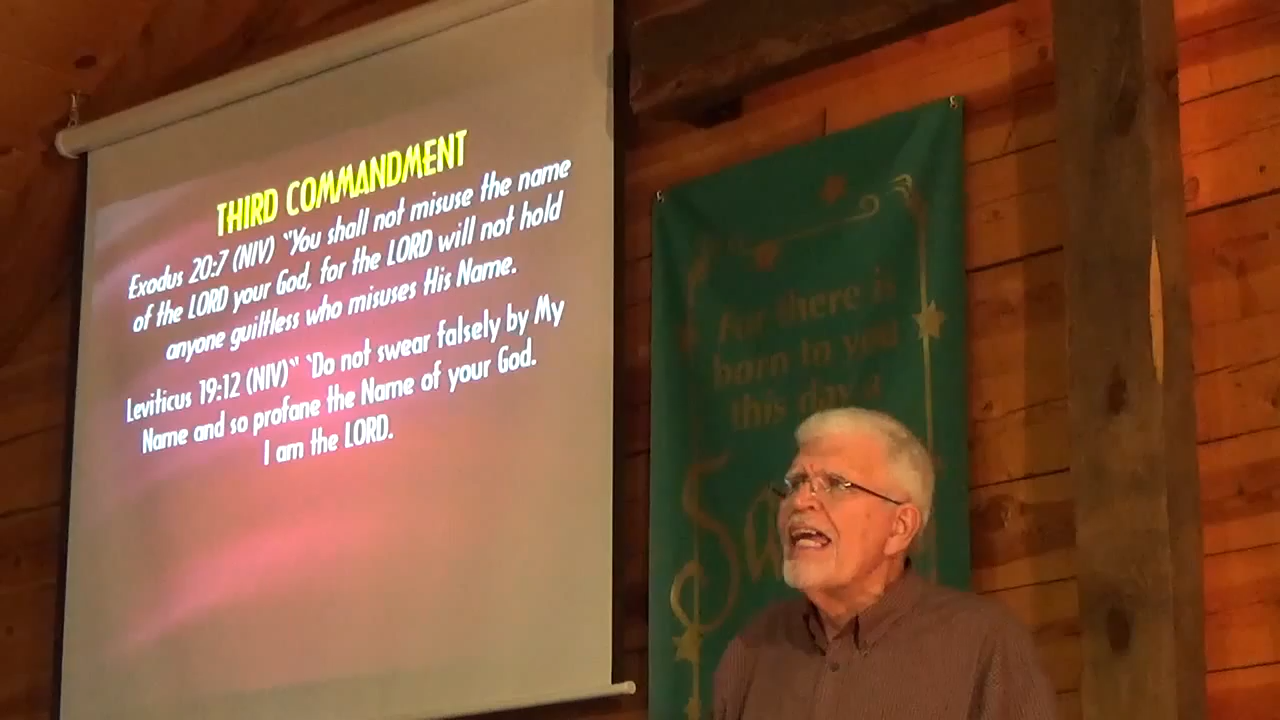 THIRD COMMANDMENT
Exodus 20:7 (NIV) "You shall not misuse the name
of the LORD your God, for the LORD will not hold
anyone guiltless who misuses His Name.
Leviticus 19:12 (NIV)" 'Do not swear falsely by My
Name and so profane the Name of your God.
I am the LORD.
For there is
born to you
this day a
Sa